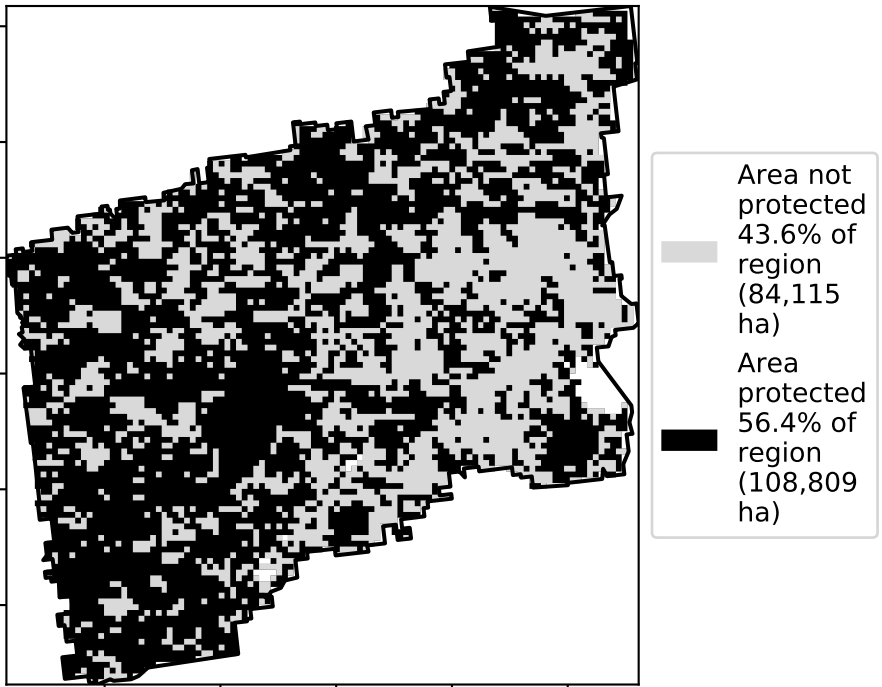 Area not
protected
43.6% of
region
(84,115
ha)
Area
protected
56.4% of
region
(108,809
ha)